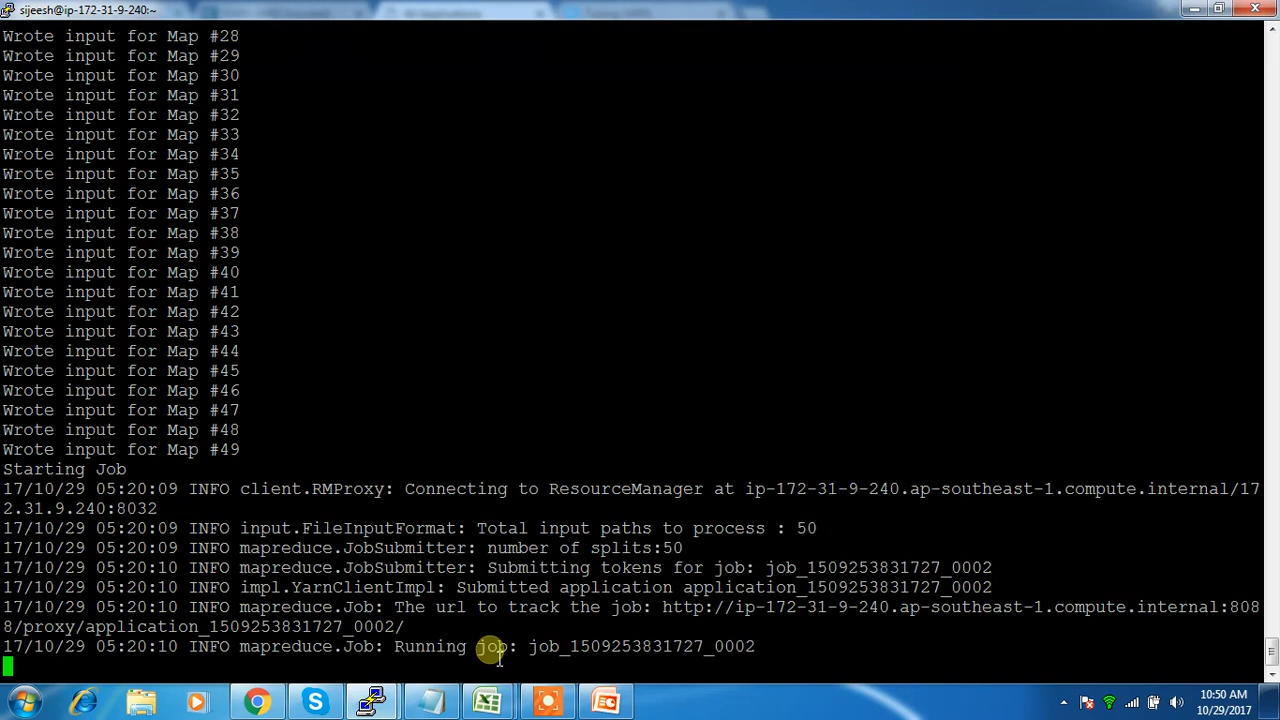 sijeesh@ip-172-31-9-240:~
Wrote input for Map #28
Wrote input for Map #29
Wrote input for Map #30
Wrote input for Map #31
Wrote input for Map #32
Wrote input for Map #33
Wrote input for Map #34
Wrote input for Map #35
Wrote input for Map #36
Wrote input for Map #37
Wrote input for Map #38
Wrote input for Map #39
Wrote input for Map #40
Wrote input for Map #41
Wrote input for Map #42
Wrote input for Map #43
Wrote input for Map #44
Wrote input for Map #45
Wrote input for Map #46
Wrote input for Map #47
Wrote input for Map #48
Wrote input for Map #49
Starting Job
17/10/29 05:20:09 INFO client.RMProxy: Connecting to ResourceManager at ip-172-31-9-240.ap-southeast-1.compute.internal/17
2.31.9.240:8032
17/10/29 05:20:09 INFO input.FileInputFormat: Total input paths to process : 50
17/10/29 05:20:09 INFO mapreduce.JobSubmitter: number of splits:50
17/10/29 05:20:10 INFO mapreduce.JobSubmitter: Submitting tokens for job: job_1509253831727_0002
17/10/29 05:20:10 INFO impl.YarnClientImpl: Submitted application application_1509253831727_0002
17/10/29 05:20:10 INFO mapreduce.Job: The url to track the job: http://ip-172-31-9-240.ap-southeast-1.compute.internal:808
8/proxy/application_1509253831727_0002/
17/10/29 05:20:10 INFO mapreduce.Job: Running job: job_1509253831727_0002
10:50 AM
10/29/2017